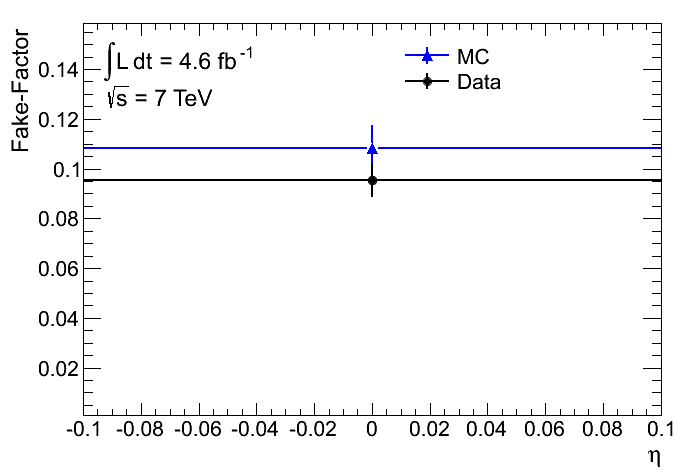 ∫L dt = 4.6 fb⁻¹
√s = 7 TeV
MC
Data
Fake-Factor
0.14
0.12
0.1
0.08
0.06
0.04
0.02
-0.1 -0.08 -0.06 -0.04 -0.02 0 0.02 0.04 0.06 0.08 0.1
η